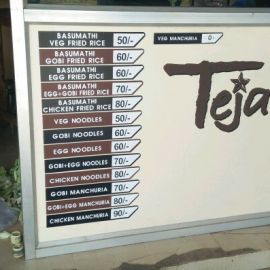 BASUMATHI
VEG FRIED RICE 50/-
BASUMATHI
GOBI FRIED RICE 60/-
BASUMATHI
EGG FRIED RICE 60/-
BASUMATHI
EGG+GOBI FRIED RICE 70/-
BASUMATHI
CHICKEN FRIED RICE 80/-
VEG NOODLES 50/-
GOBI NOODLES 60/-
EGG NOODLES 60/-
GOBI+EGG NOODLES 70/-
CHICKEN NOODLES 80/-
GOBI MANCHURIA 70/-
GOBI+EGG MANCHURIA 80/-
CHICKEN MANCHURIA 90/-
VEG MANCHURIA 0-
Teja